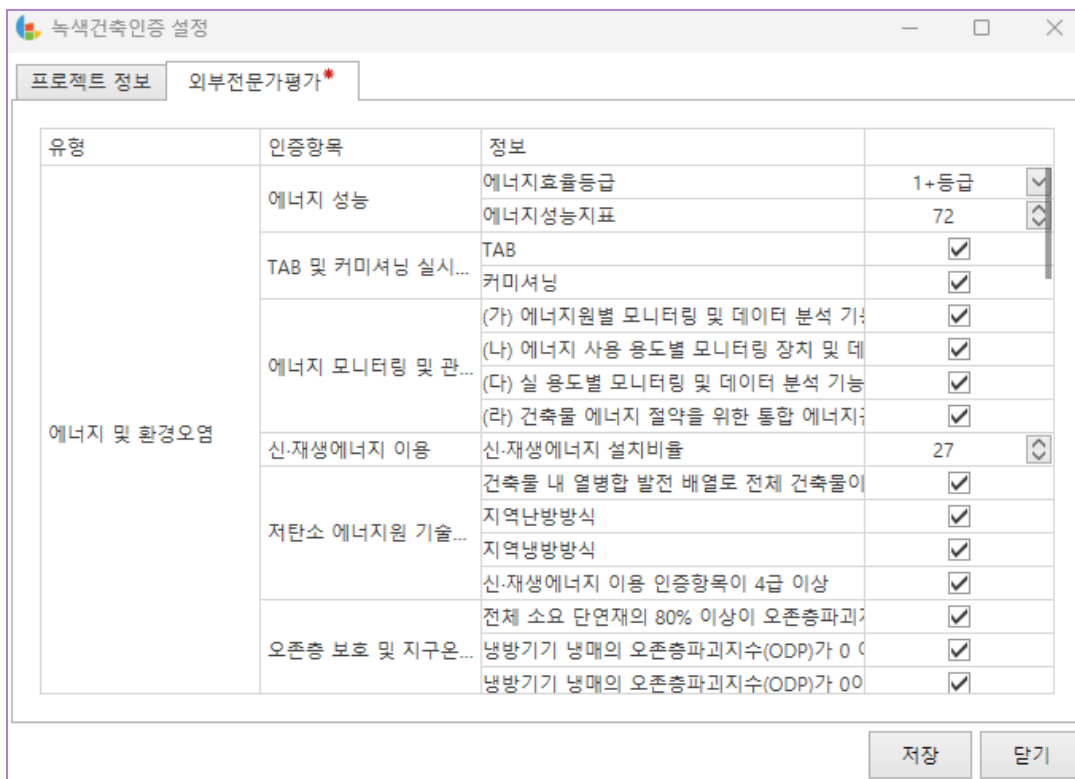 녹색건축인증 설정
프로젝트 정보 외부전문가평가*
유형 인증항목 정보
에너지 및 환경오염
에너지 성능
에너지효율등급 1+등급
에너지성능지표 72
TAB 및 커미셔닝 실시...
TAB
커미셔닝
에너지 모니터링 및 관...
(가) 에너지원별 모니터링 및 데이터 분석
(나) 에너지 사용 용도별 모니터링 장치 및 데
(다) 실 용도별 모니터링 및 데이터 분석 기능
(라) 건축물 에너지 절약을 위한 통합
신·재생에너지 이용 신·재생에너지 설치비율 27
저탄소 에너지원 기술...
건축물 내 열병합 발전 배열로 전체 건축물이
지역난방방식
지역냉방방식
신·재생에너지 이용 인증항목이 4급 이상
오존층 보호 및 지구온...
전체 소요 단연재의 80% 이상이
냉방기기 냉매의 오존층파괴지수(ODP)가 0
냉방기기 냉매의 오존층파괴지수(ODP)가 0이
저장 닫기